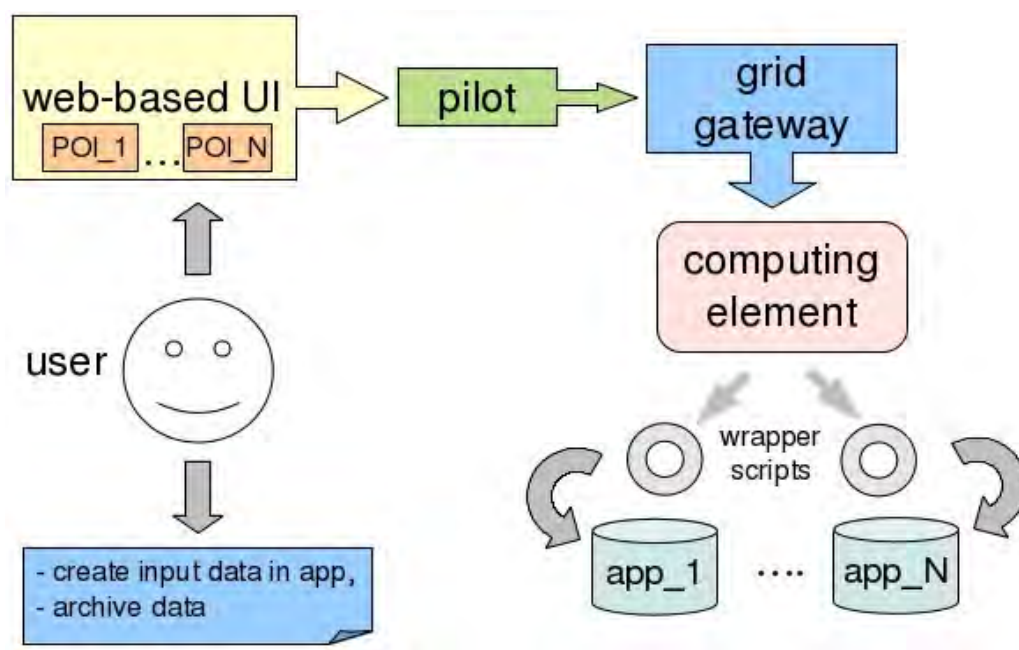 web-based UI
POI_1 ... POI_N
pilot
grid
gateway
computing
element
user
wrapper
scripts
- create input data in app,
- archive data
app_1 .... app_N